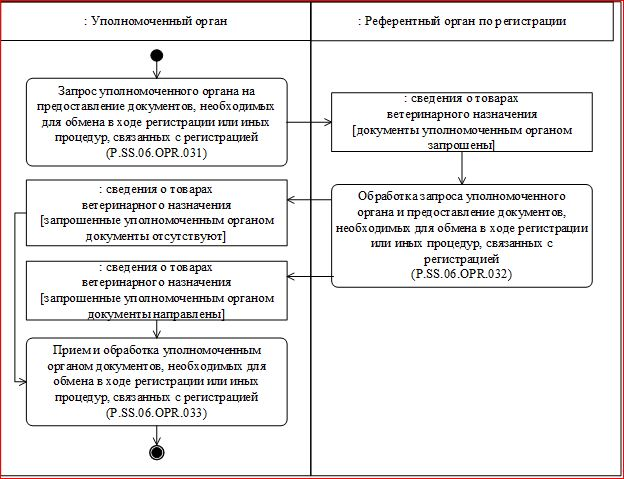 : Уполномоченный орган
: Референтный орган по регистрации
Запрос уполномоченного органа на
предоставление документов, необходимых
для обмена в ходе регистрации или иных
процедур, связанных с регистрацией
(P.SS.06.OPR.031)
: сведения о товарах
ветеринарного назначения
[документы уполномоченным органом
запрошены]
: сведения о товарах
ветеринарного назначения
[запрошенные уполномоченным органом
документы отсутствуют]
Обработка запроса уполномоченного
органа и предоставление документов,
необходимых для обмена в ходе регистрации
или иных процедур, связанных с
регистрацией
(P.SS.06.OPR.032)
: сведения о товарах
ветеринарного назначения
[запрошенные уполномоченным органом
документы направлены]
Прием и обработка уполномоченным
органом документов, необходимых для
обмена в ходе регистрации или иных
процедур, связанных с регистрацией
(P.SS.06.OPR.033)